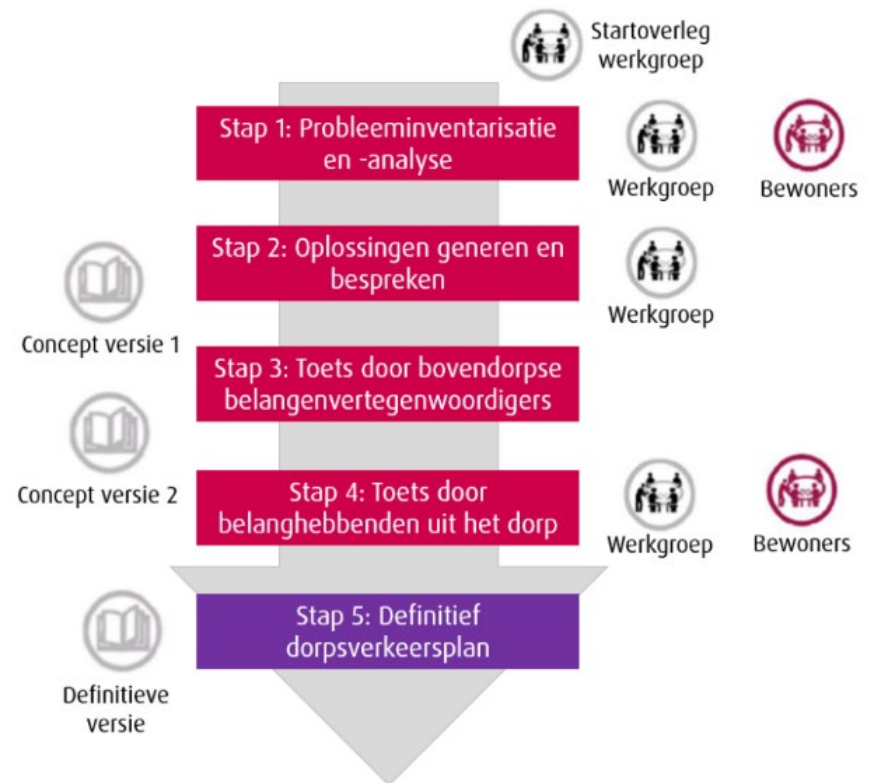 Startoverleg
werkgroep
Stap 1: Probleeminventarisatie
en -analyse
Werkgroep
Bewoners
Stap 2: Oplossingen generen en
bespreken
Werkgroep
Concept versie 1
Stap 3: Toets door bovendorpse
belangenvertegenwoordigers
Concept versie 2
Stap 4: Toets door
belanghebbenden uit het dorp
Werkgroep
Bewoners
Stap 5: Definitief
dorpsverkeersplan
Definitieve
versie